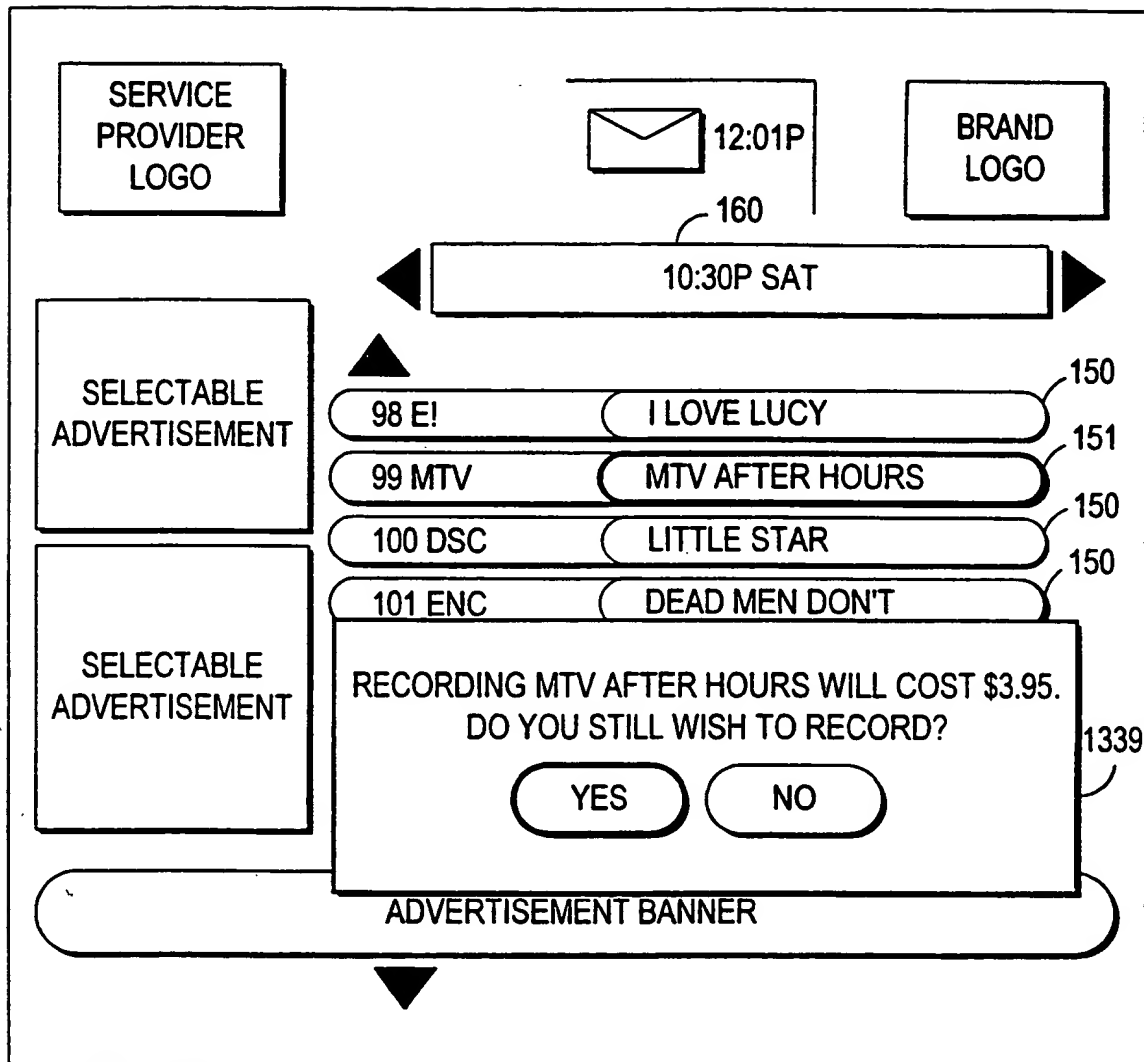 SERVICE
PROVIDER
LOGO
12:01P
BRAND
LOGO
160
10:30P SAT
SELECTABLE
ADVERTISEMENT
98 E! I LOVE LUCY
150
99 MTV MTV AFTER HOURS
151
100 DSC LITTLE STAR
150
101 ENC DEAD MEN DON'T
150
SELECTABLE
ADVERTISEMENT
RECORDING MTV AFTER HOURS WILL COST $3.95.
DO YOU STILL WISH TO RECORD?
1339
YES NO
ADVERTISEMENT BANNER